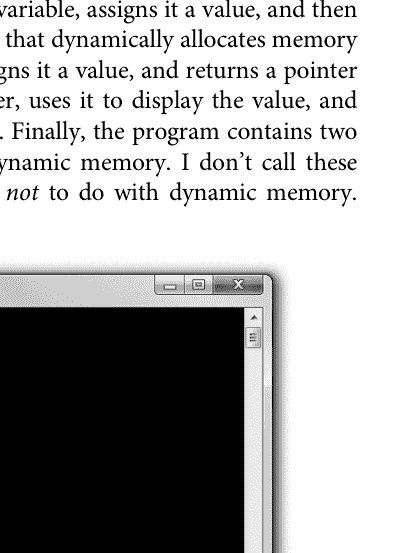 variable, assigns it a value, and then
that dynamically allocates memory
gns it a value, and returns a pointer
er, uses it to display the value, and
. Finally, the program contains two
ynamic memory. I don’t call these
not to do with dynamic memory.